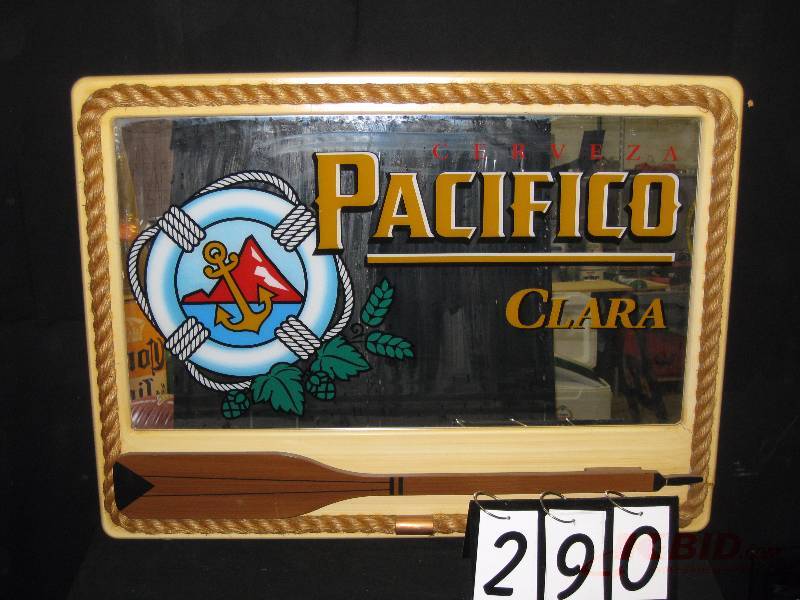 CERVEZA
PACIFICO
CLARA
290